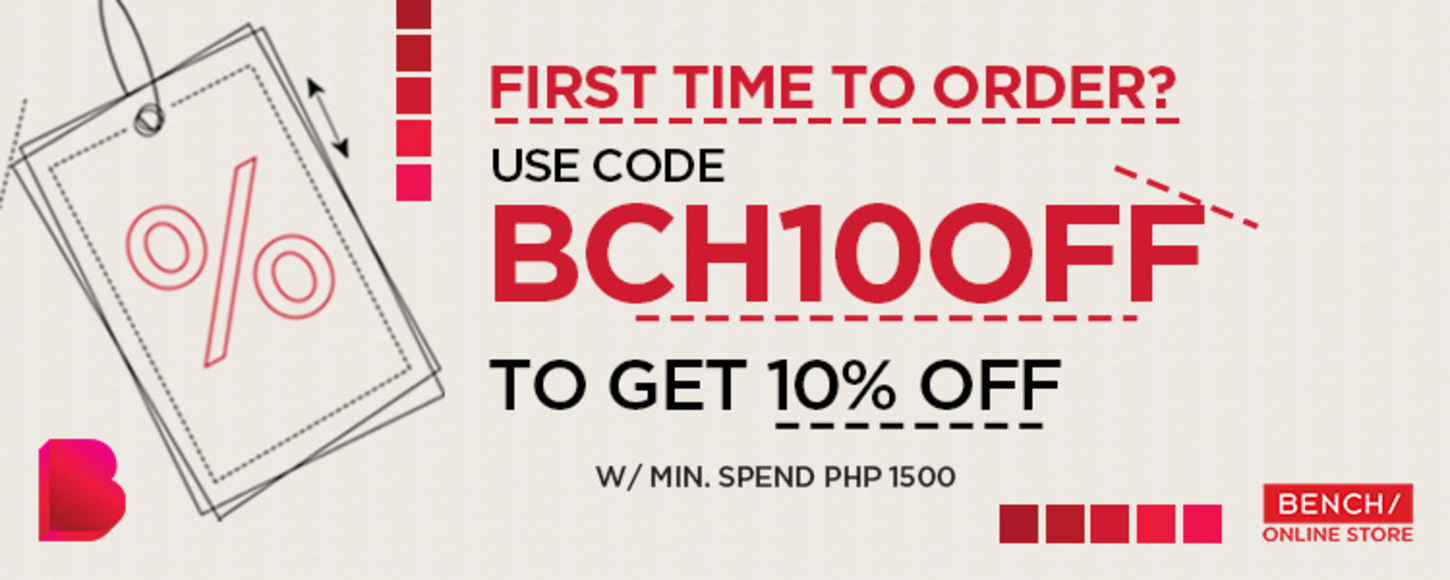 FIRST TIME TO ORDER?
USE CODE
BCH10OFF
TO GET 10% OFF
W/ MIN. SPEND PHP 1500
%
B
BENCH/
ONLINE STORE